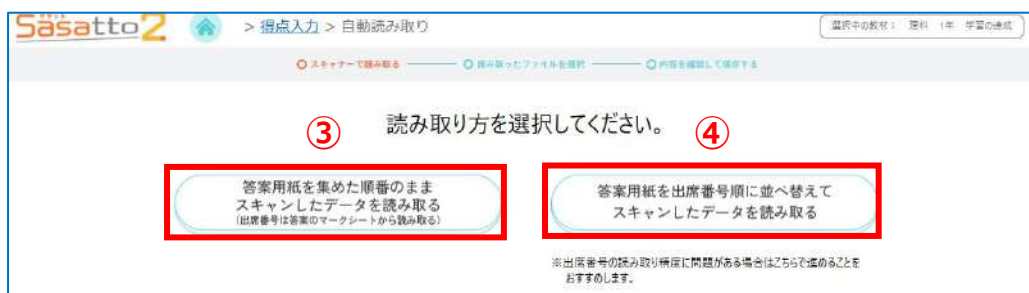 Sasatto2 > 得点入力 > 自動読み取り 選択中の教材： 理科 1年 学習の達成
スキャナーで読み取る 読み取ったファイルを選択 内容を確認して保存する
読み取り方を選択してください。
③ ④
答案用紙を集めた順番のまま
スキャンしたデータを読み取る
(出席番号は答案のマークシートから読み取る)
答案用紙を出席番号順に並べ替えて
スキャンしたデータを読み取る
※出席番号の読み取り精度に問題がある場合はこちらで進めることを
おすすめします。